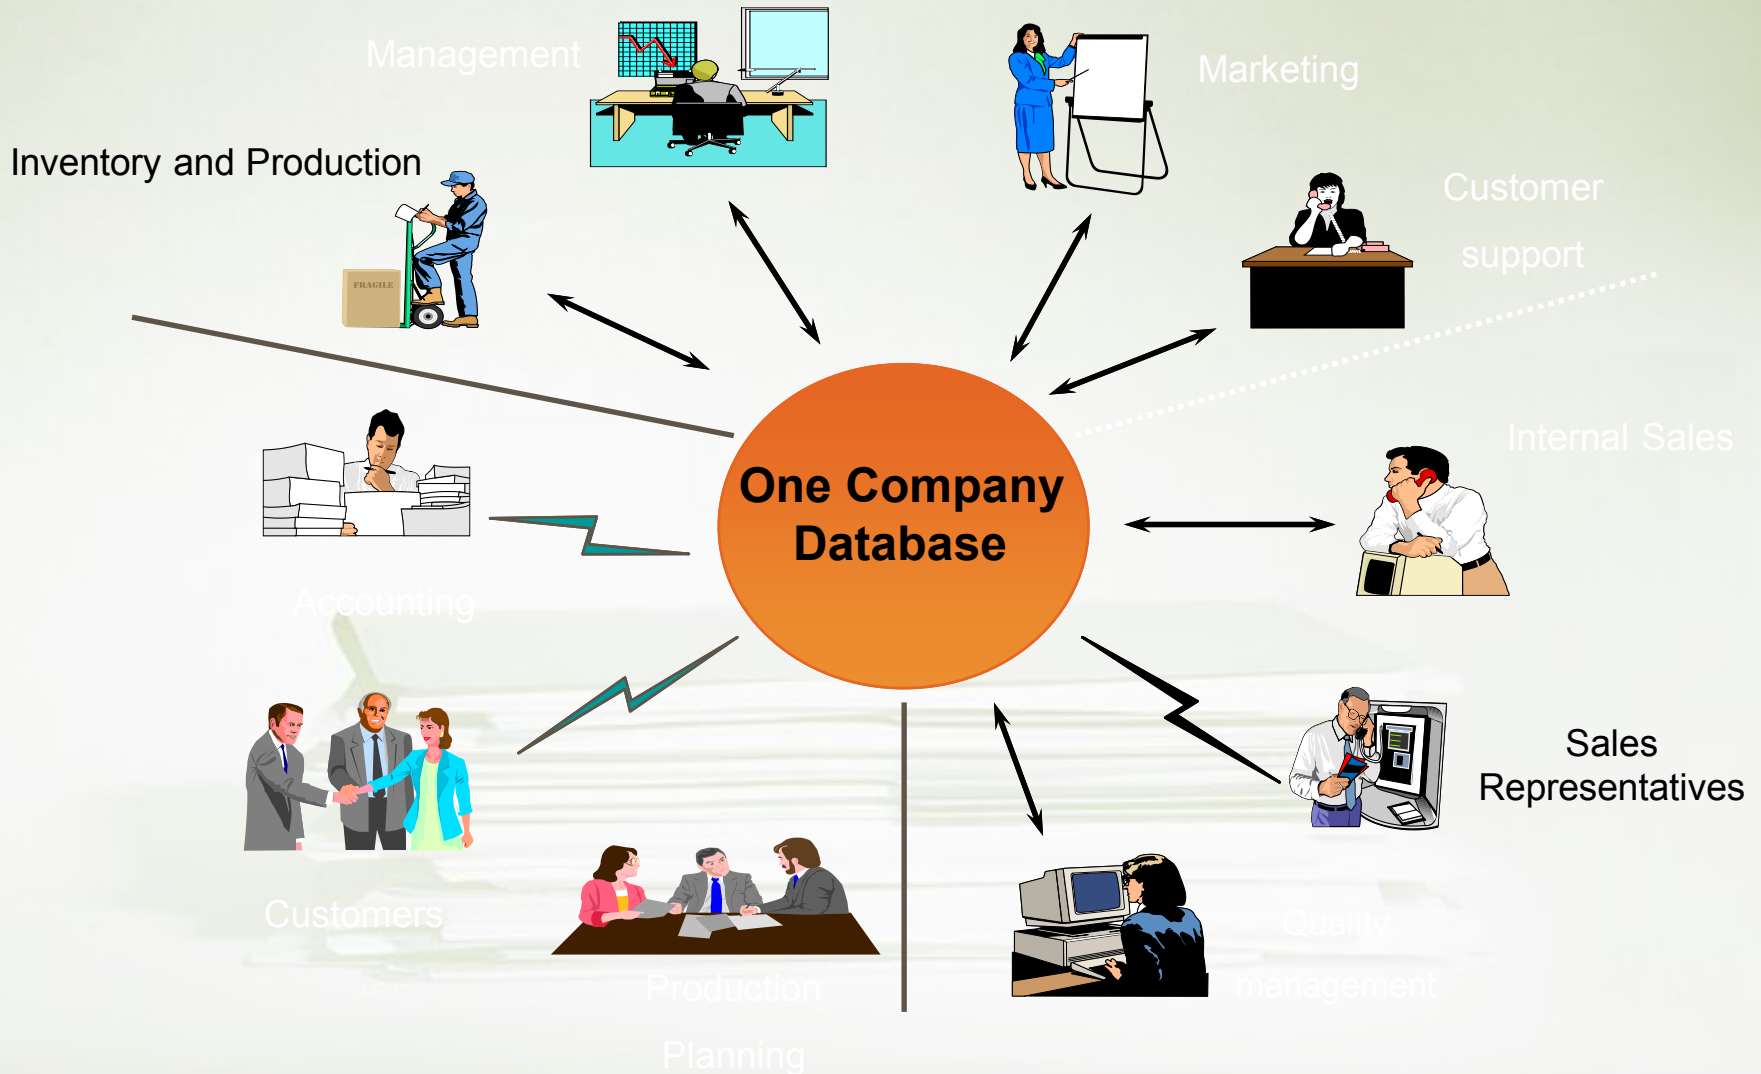 Management
Marketing
Inventory and Production
Customer
support
FRAGILE
Internal Sales
One Company
Database
Accounting
Sales
Representatives
Customers
Quality
management
Production
Planning